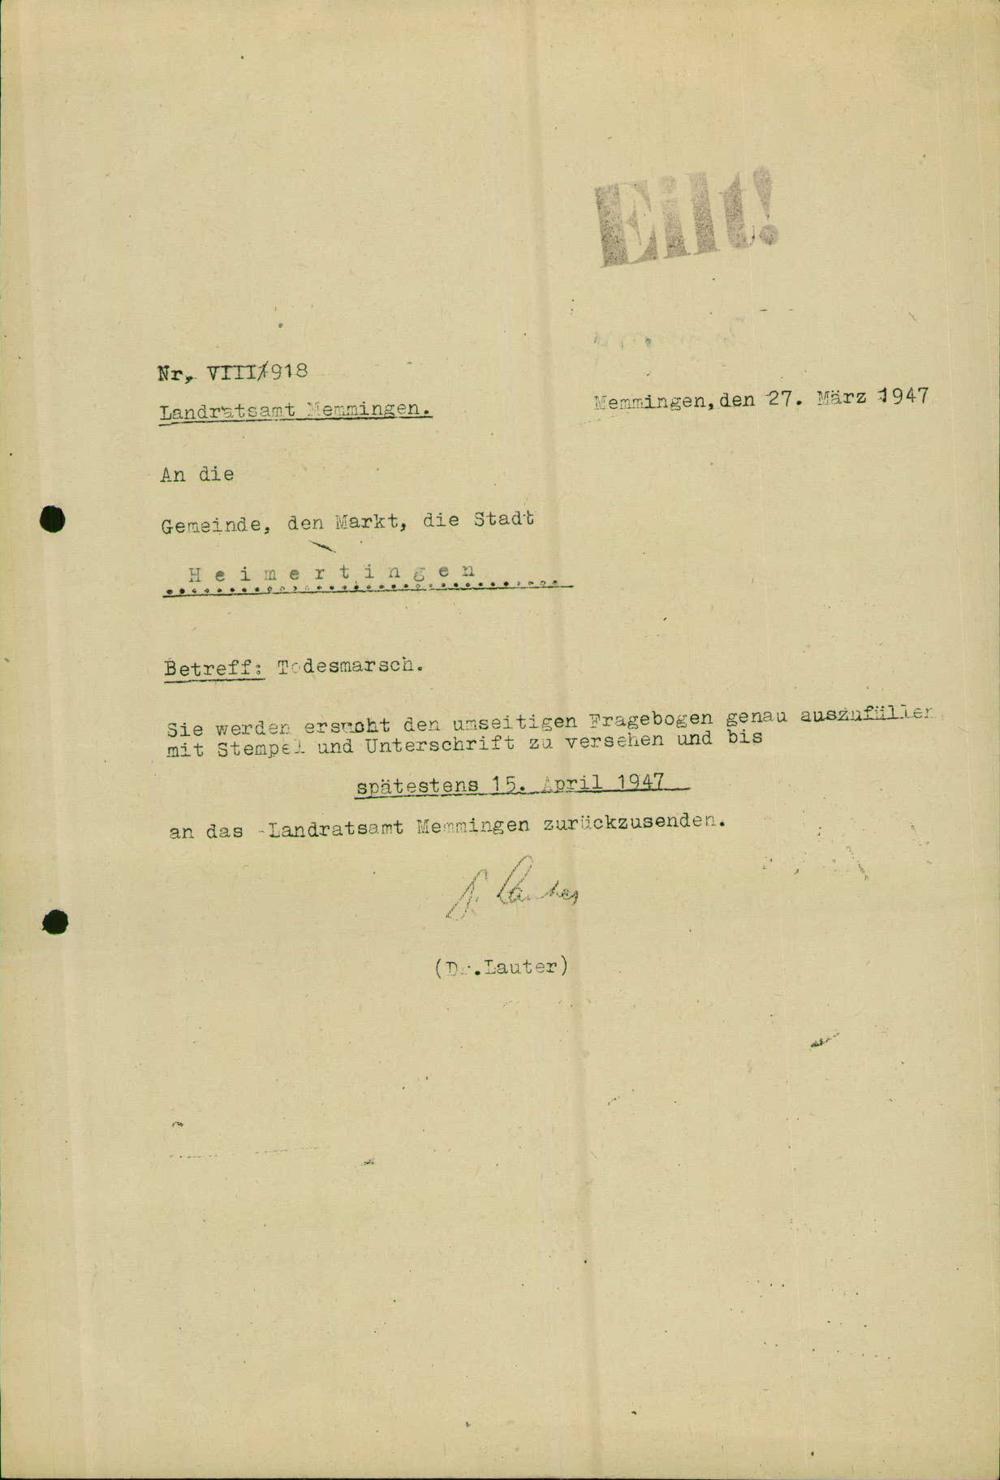 Eilt!
Nr. VIII/918
Landratsamt Memmingen.
Memmingen, den 27. März 1947
An die
Gemeinde, den Markt, die Stadt
Heimertingen
Betreff: Todesmarsch.
Sie werden ersucht den umseitigen Fragebogen genau auszufüllen
mit Stempel und Unterschrift zu versehen und bis
spätestens 15. April 1947
an das -Landratsamt Memmingen zurückzusenden.
(Dr. Lauter)